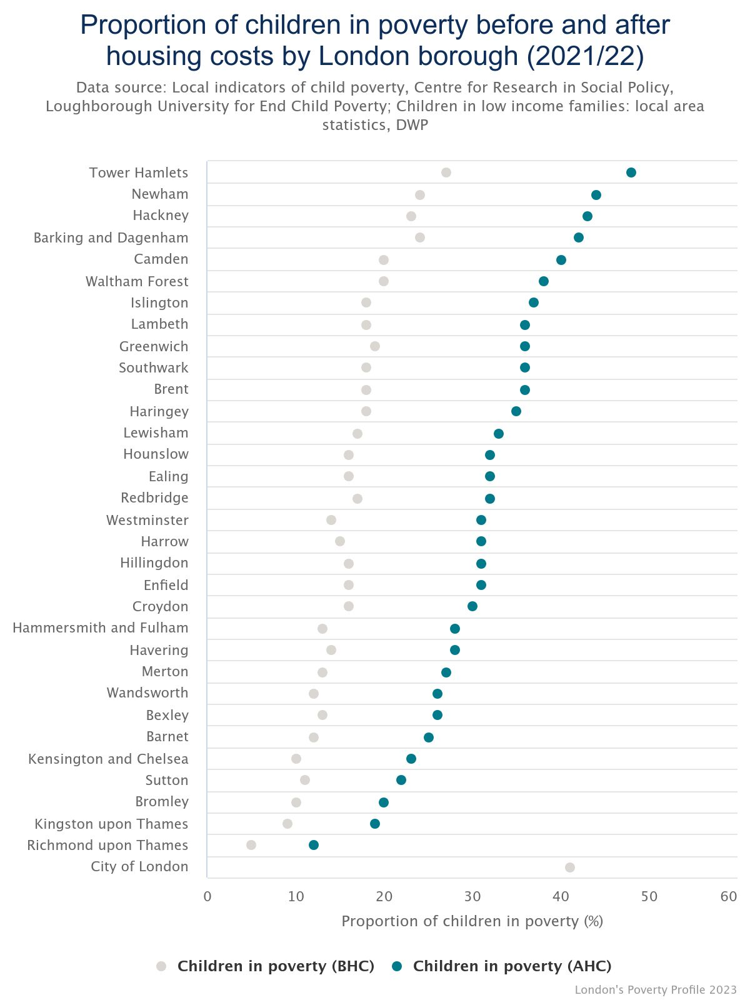 Proportion of children in poverty before and after
housing costs by London borough (2021/22)
Data source: Local indicators of child poverty, Centre for Research in Social Policy,
Loughborough University for End Child Poverty; Children in low income families: local area
statistics, DWP
Tower Hamlets
Newham
Hackney
Barking and Dagenham
Camden
Waltham Forest
Islington
Lambeth
Greenwich
Southwark
Brent
Haringey
Lewisham
Hounslow
Ealing
Redbridge
Westminster
Harrow
Hillingdon
Enfield
Croydon
Hammersmith and Fulham
Havering
Merton
Wandsworth
Bexley
Barnet
Kensington and Chelsea
Sutton
Bromley
Kingston upon Thames
Richmond upon Thames
City of London
0 10 20 30 40 50 60
Proportion of children in poverty (%)
Children in poverty (BHC) Children in poverty (AHC)
London's Poverty Profile 2023